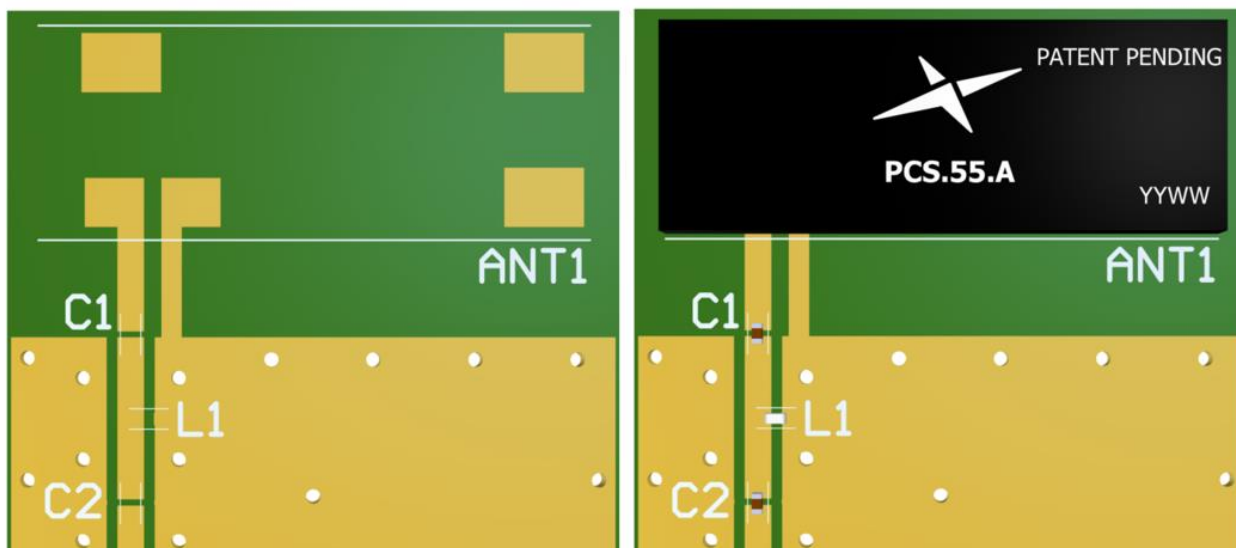 ANT1
C1
L1
C2
PATENT PENDING
PCS.55.A
YYWW
ANT1
C1
L1
C2